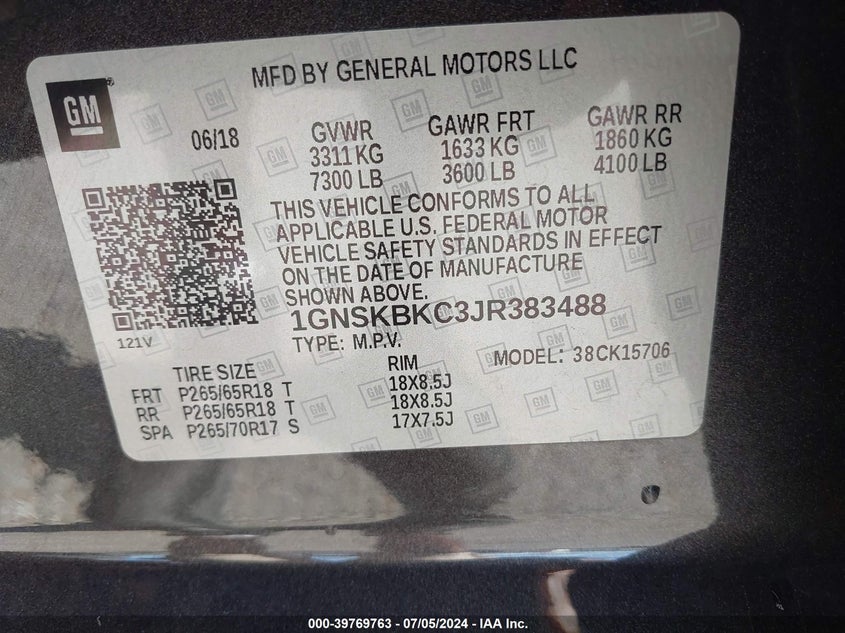 MFD BY GENERAL MOTORS LLC
GM
06/18
GVWR GAWR FRT GAWR RR
3311 KG 1633 KG 1860 KG
7300 LB 3600 LB 4100 LB
THIS VEHICLE CONFORMS TO ALL
APPLICABLE U.S. FEDERAL MOTOR
VEHICLE SAFETY STANDARDS IN EFFECT
ON THE DATE OF MANUFACTURE
SHOWN ABOVE.
1GNSKBKC3JR383488
121V
TYPE: M.P.V. MODEL: 38CK15706
TIRE SIZE RIM
FRT P265/65R18 T 18X8.5J
RR P265/65R18 T 18X8.5J
SPA P265/70R17 S 17X7.5J
000-39769763 / 07/05/2024 - IAA Inc.